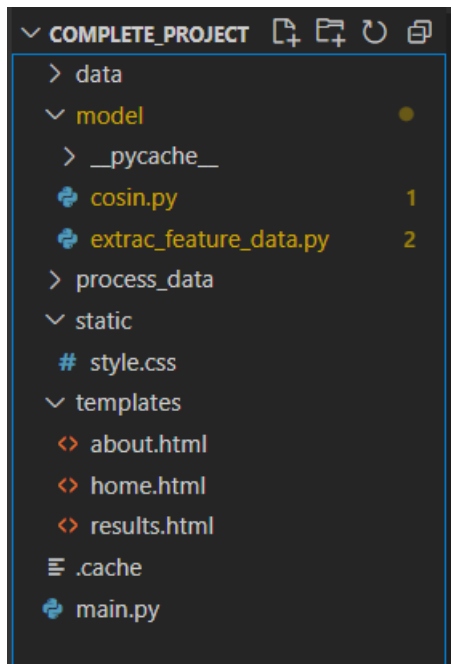 COMPLETE_PROJECT
data
model
__pycache__
cosin.py 1
extrac_feature_data.py 2
process_data
static
# style.css
templates
<> about.html
<> home.html
<> results.html
.cache
main.py